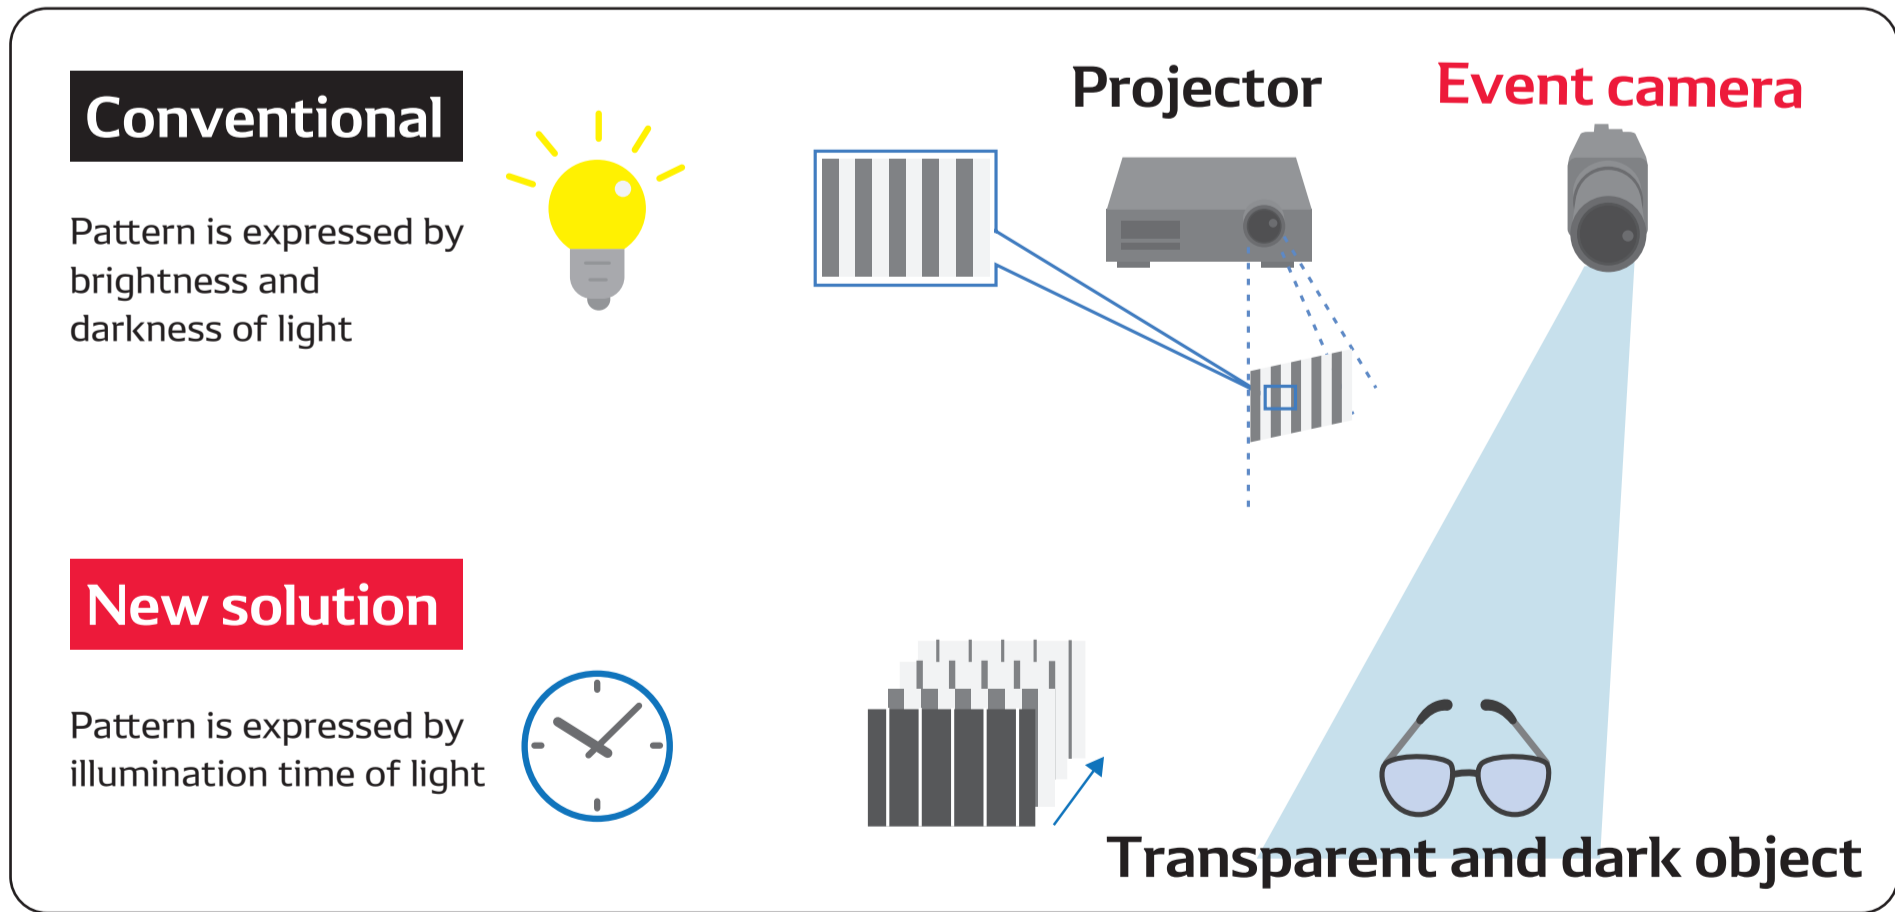 Conventional
Pattern is expressed by
brightness and
darkness of light
Projector
Event camera
New solution
Pattern is expressed by
illumination time of light
Transparent and dark object